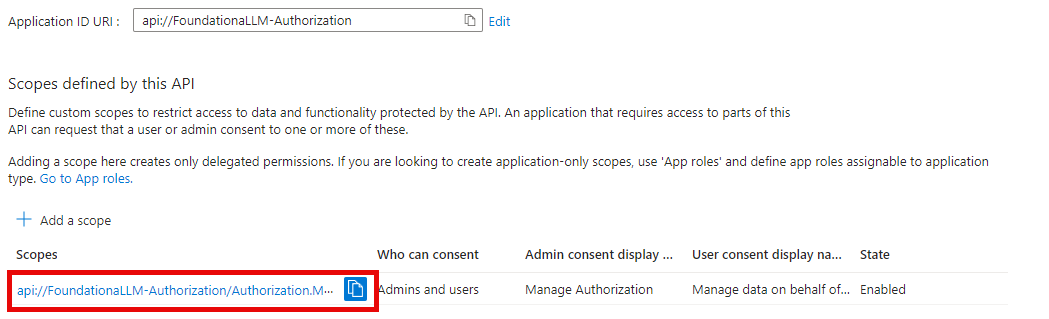 Application ID URI : api://FoundationaLLM-Authorization Edit
Scopes defined by this API
Define custom scopes to restrict access to data and functionality protected by the API. An application that requires access to parts of this
API can request that a user or admin consent to one or more of these.
Adding a scope here creates only delegated permissions. If you are looking to create application-only scopes, use 'App roles' and define app roles assignable to application
type. Go to App roles.
Add a scope
Scopes Who can consent Admin consent display ... User consent display na... State
api://FoundationaLLM-Authorization/Authorization.M... Admins and users Manage Authorization Manage data on behalf of... Enabled